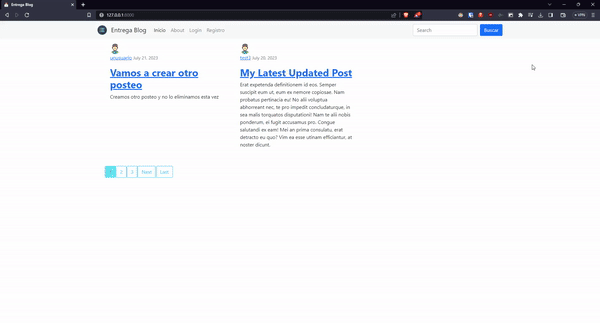 Entrega Blog
127.0.0.1:8000
VPN
Entrega Blog Inicio About Login Registro
Search
Buscar
unusuario July 21, 2023
Vamos a crear otro
posteo
Creamos otro posteo y no lo eliminamos esta vez
test3 July 20, 2023
My Latest Updated Post
Erat expetenda definitionem id eos. Semper
suscipit eum ut, eum ex nemore copiosae. Nam
probatus pertinacia eu! No alii voluptua
abhorreant nec, te pro impedit concludaturque, in
sea malis torquatos disputationi! Nam te alii nobis
ponderum, ei fugit accusamus pro. Congue
salutandi ex eam! Mei an prima consulatu, erat
detracto eu quo? Vim ea esse utinam efficiantur, at
noster dicunt.
1 2 3 Next Last